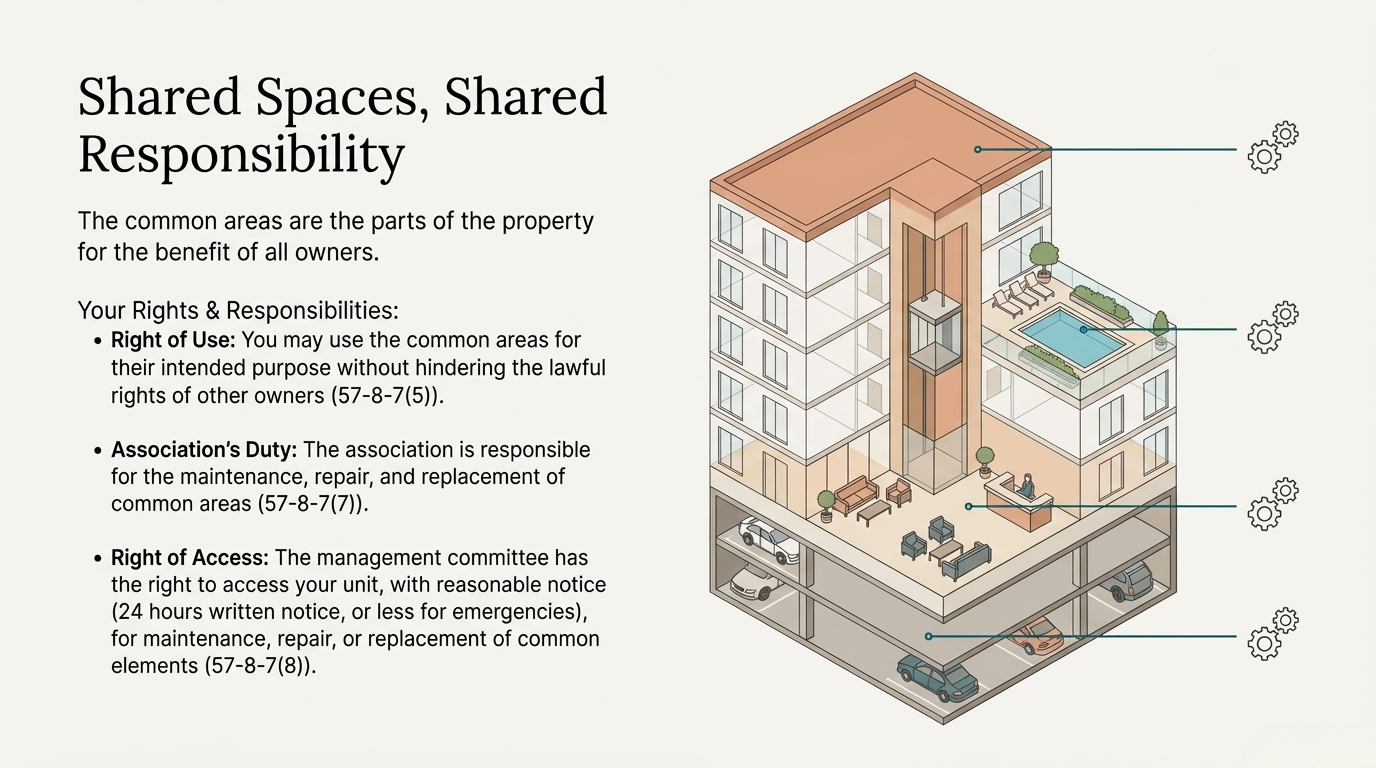 Shared Spaces, Shared
Responsibility
The common areas are the parts of the property
for the benefit of all owners.
Your Rights & Responsibilities:
• Right of Use: You may use the common areas for
their intended purpose without hindering the lawful
rights of other owners (57-8-7(5)).
• Association's Duty: The association is responsible
for the maintenance, repair, and replacement of
common areas (57-8-7(7)).
• Right of Access: The management committee has
the right to access your unit, with reasonable notice
(24 hours written notice, or less for emergencies),
for maintenance, repair, or replacement of common
elements (57-8-7(8)).